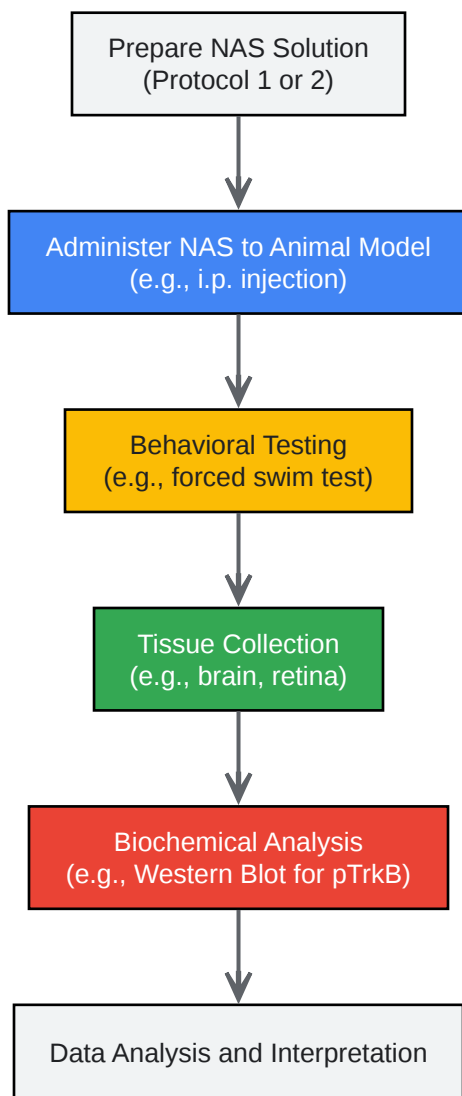 Prepare NAS Solution
(Protocol 1 or 2)
Administer NAS to Animal Model
(e.g., i.p. injection)
Behavioral Testing
(e.g., forced swim test)
Tissue Collection
(e.g., brain, retina)
Biochemical Analysis
(e.g., Western Blot for pTrkB)
Data Analysis and Interpretation